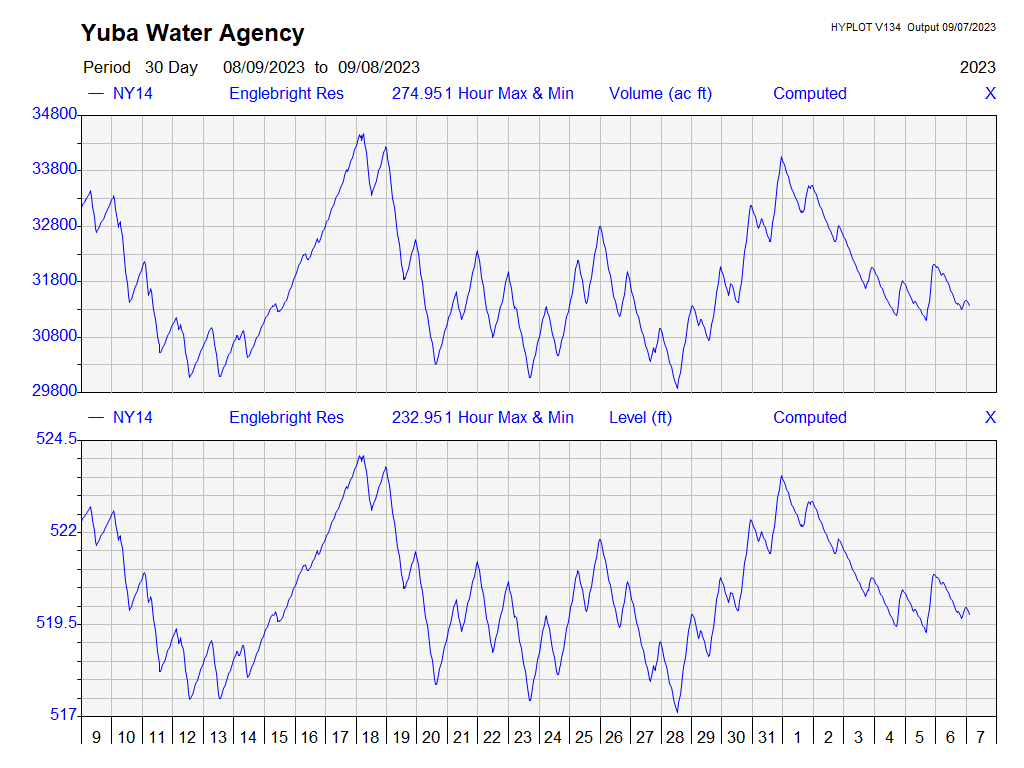 Yuba Water Agency
HYPLOT V134 Output 09/07/2023
Period 30 Day 08/09/2023 to 09/08/2023 2023
NY14 Englebright Res 274.951 Hour Max & Min Volume (ac ft) Computed X
34800
33800
32800
31800
30800
29800
NY14 Englebright Res 232.951 Hour Max & Min Level (ft) Computed X
524.5
522
519.5
517
9 10 11 12 13 14 15 16 17 18 19 20 21 22 23 24 25 26 27 28 29 30 31 1 2 3 4 5 6 7